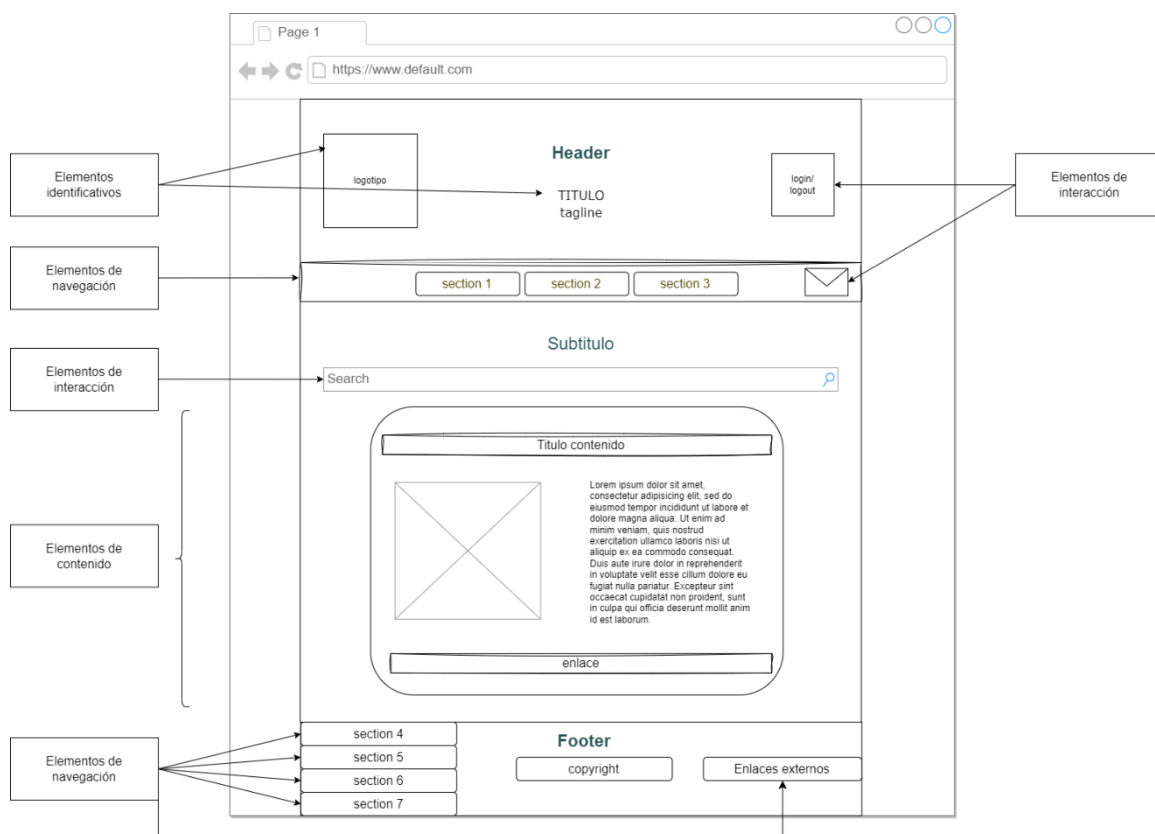 Page 1
https://www.default.com
Header
logotipo
TITULO
tagline
login/
logout
Elementos
identificativos
Elementos de
interacción
Elementos de
navegación
section 1
section 2
section 3
Subtitulo
Elementos de
interacción
Search
Titulo contenido
Lorem ipsum dolor sit amet,
consectetur adipisicing elit, sed do
eiusmod tempor incididunt ut labore et
dolore magna aliqua. Ut enim ad
minim veniam, quis nostrud
exercitation ullamco laboris nisi ut
aliquip ex ea commodo consequat.
Duis aute irure dolor in reprehenderit
in voluptate velit esse cillum dolore eu
fugiat nulla pariatur. Excepteur sint
occaecat cupidatat non proident, sunt
in culpa qui officia deserunt mollit anim
id est laborum.
Elementos de
contenido
enlace
Elementos de
navegación
section 4
section 5
section 6
section 7
Footer
copyright
Enlaces externos